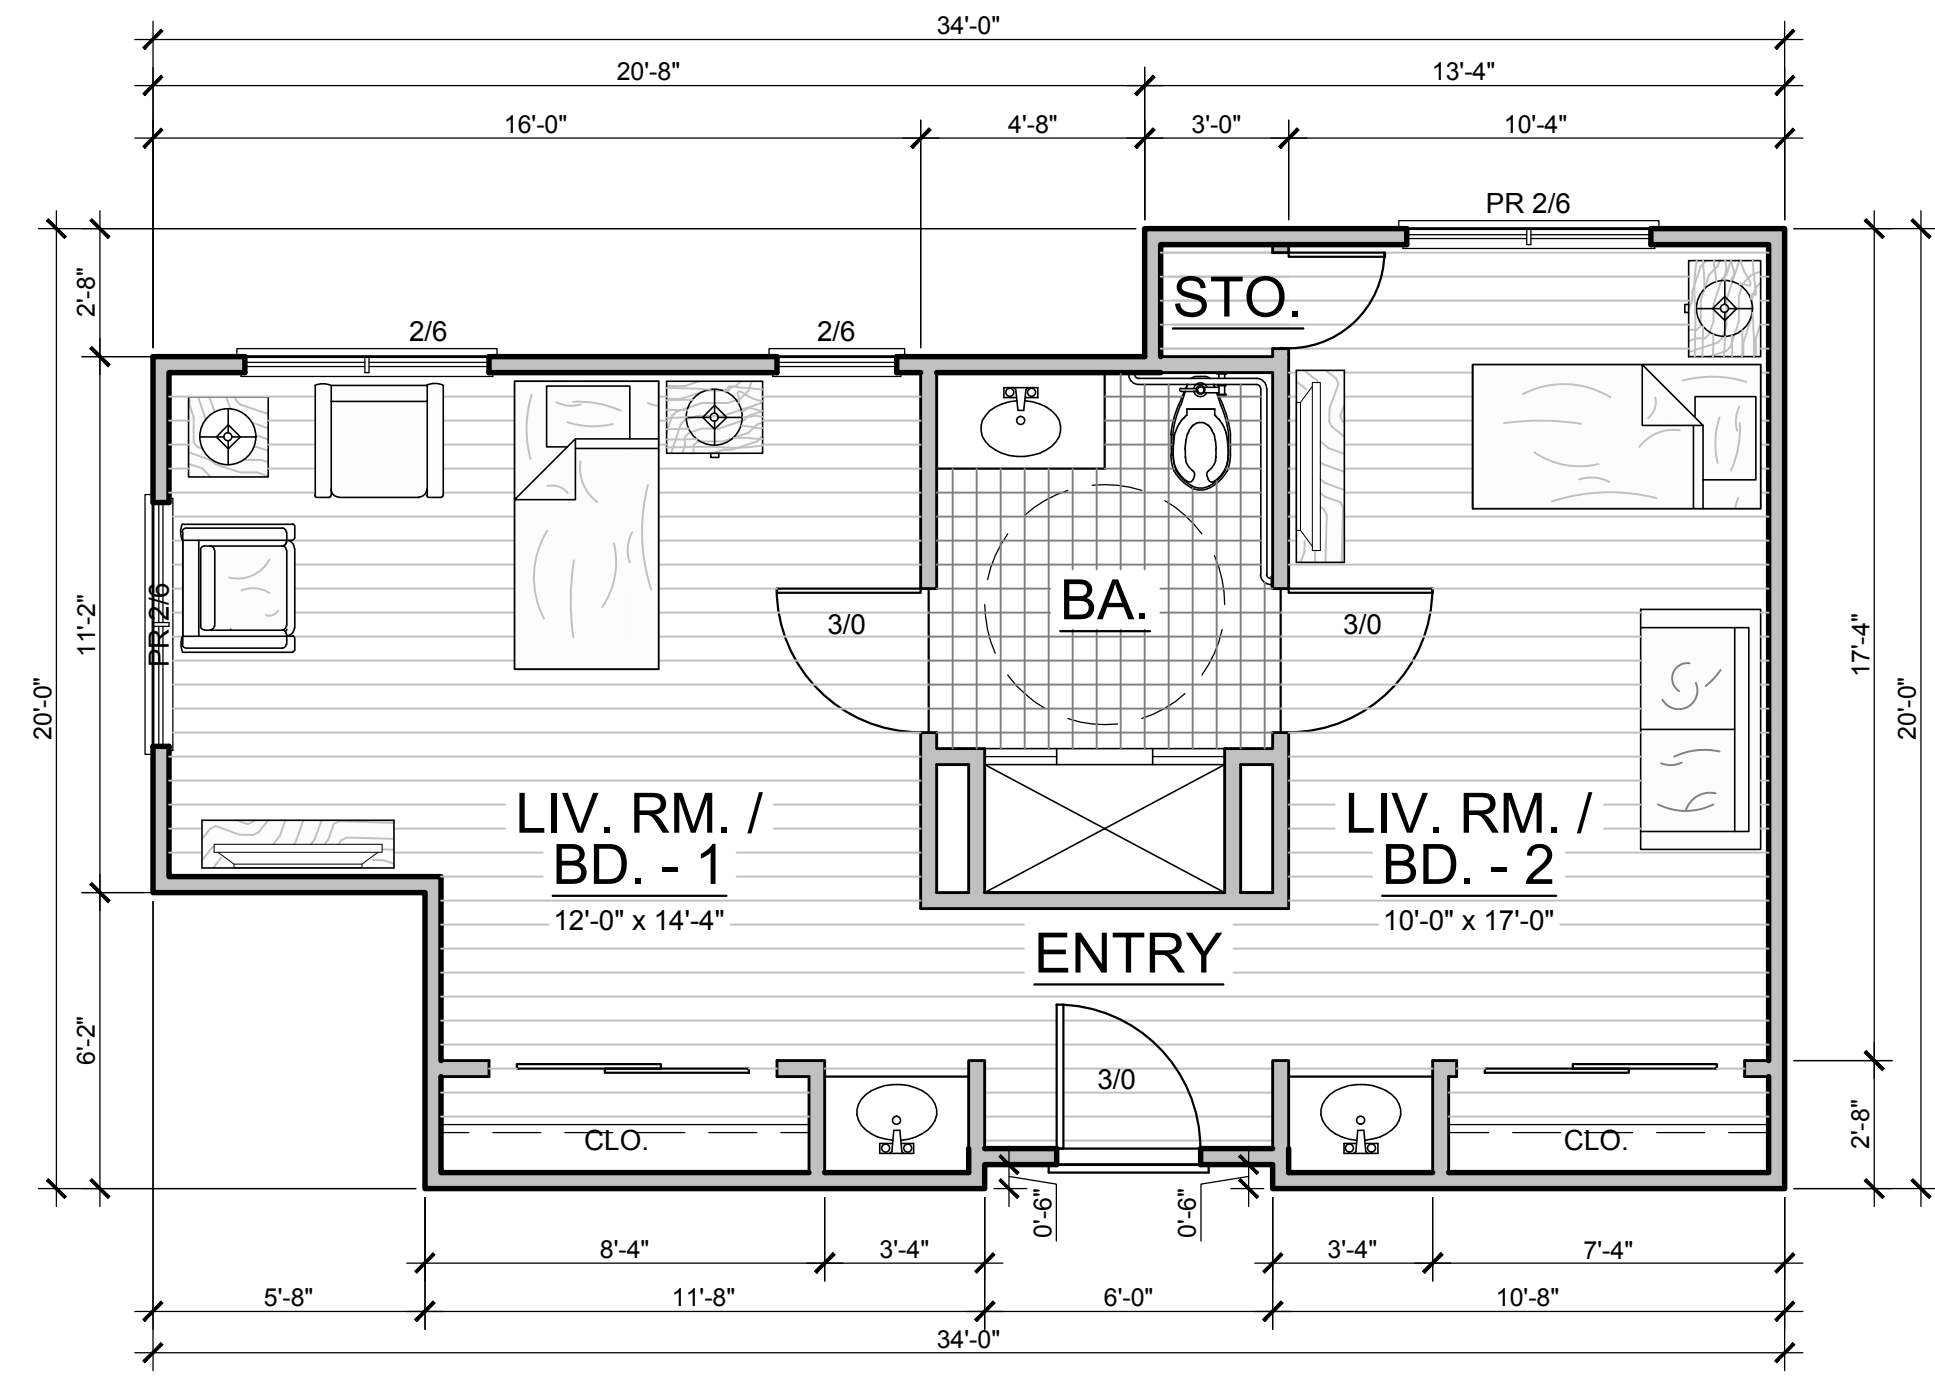 34'-0"
20'-8" 13'-4"
16'-0" 4'-8" 3'-0" 10'-4"
PR 2/6
2'-8"
STO.
2/6 2/6
11'-2"
PR 2/6
BA.
3/0 3/0
17'-4"
20'-0"
20'-0"
LIV. RM. /
BD. - 1
12'-0" x 14'-4"
LIV. RM. /
BD. - 2
10'-0" x 17'-0"
ENTRY
6'-2"
3/0
2'-8"
CLO. CLO.
0'-6" 0'-6"
8'-4" 3'-4" 3'-4" 7'-4"
5'-8" 11'-8" 6'-0" 10'-8"
34'-0"